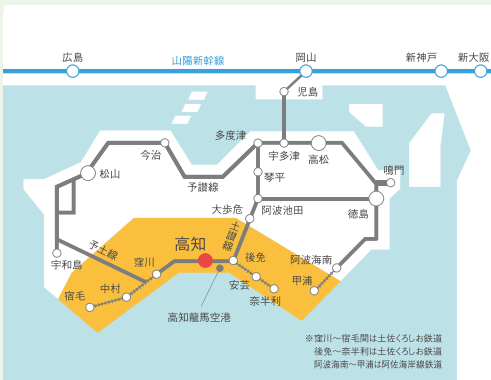 広島
山陽新幹線
岡山
新神戸
新大阪
児島
多度津
今治
宇多津
高松
予讃線
琴平
鳴門
松山
大歩危
阿波池田
徳島
土讃線
高知
予土線
宇和島
窪川
後免
阿波海南
中村
宿毛
安芸
甲浦
奈半利
高知龍馬空港
※窪川〜宿毛間は土佐くろしお鉄道
後免〜奈半利は土佐くろしお鉄道
阿波海南〜甲浦は阿佐海岸線鉄道